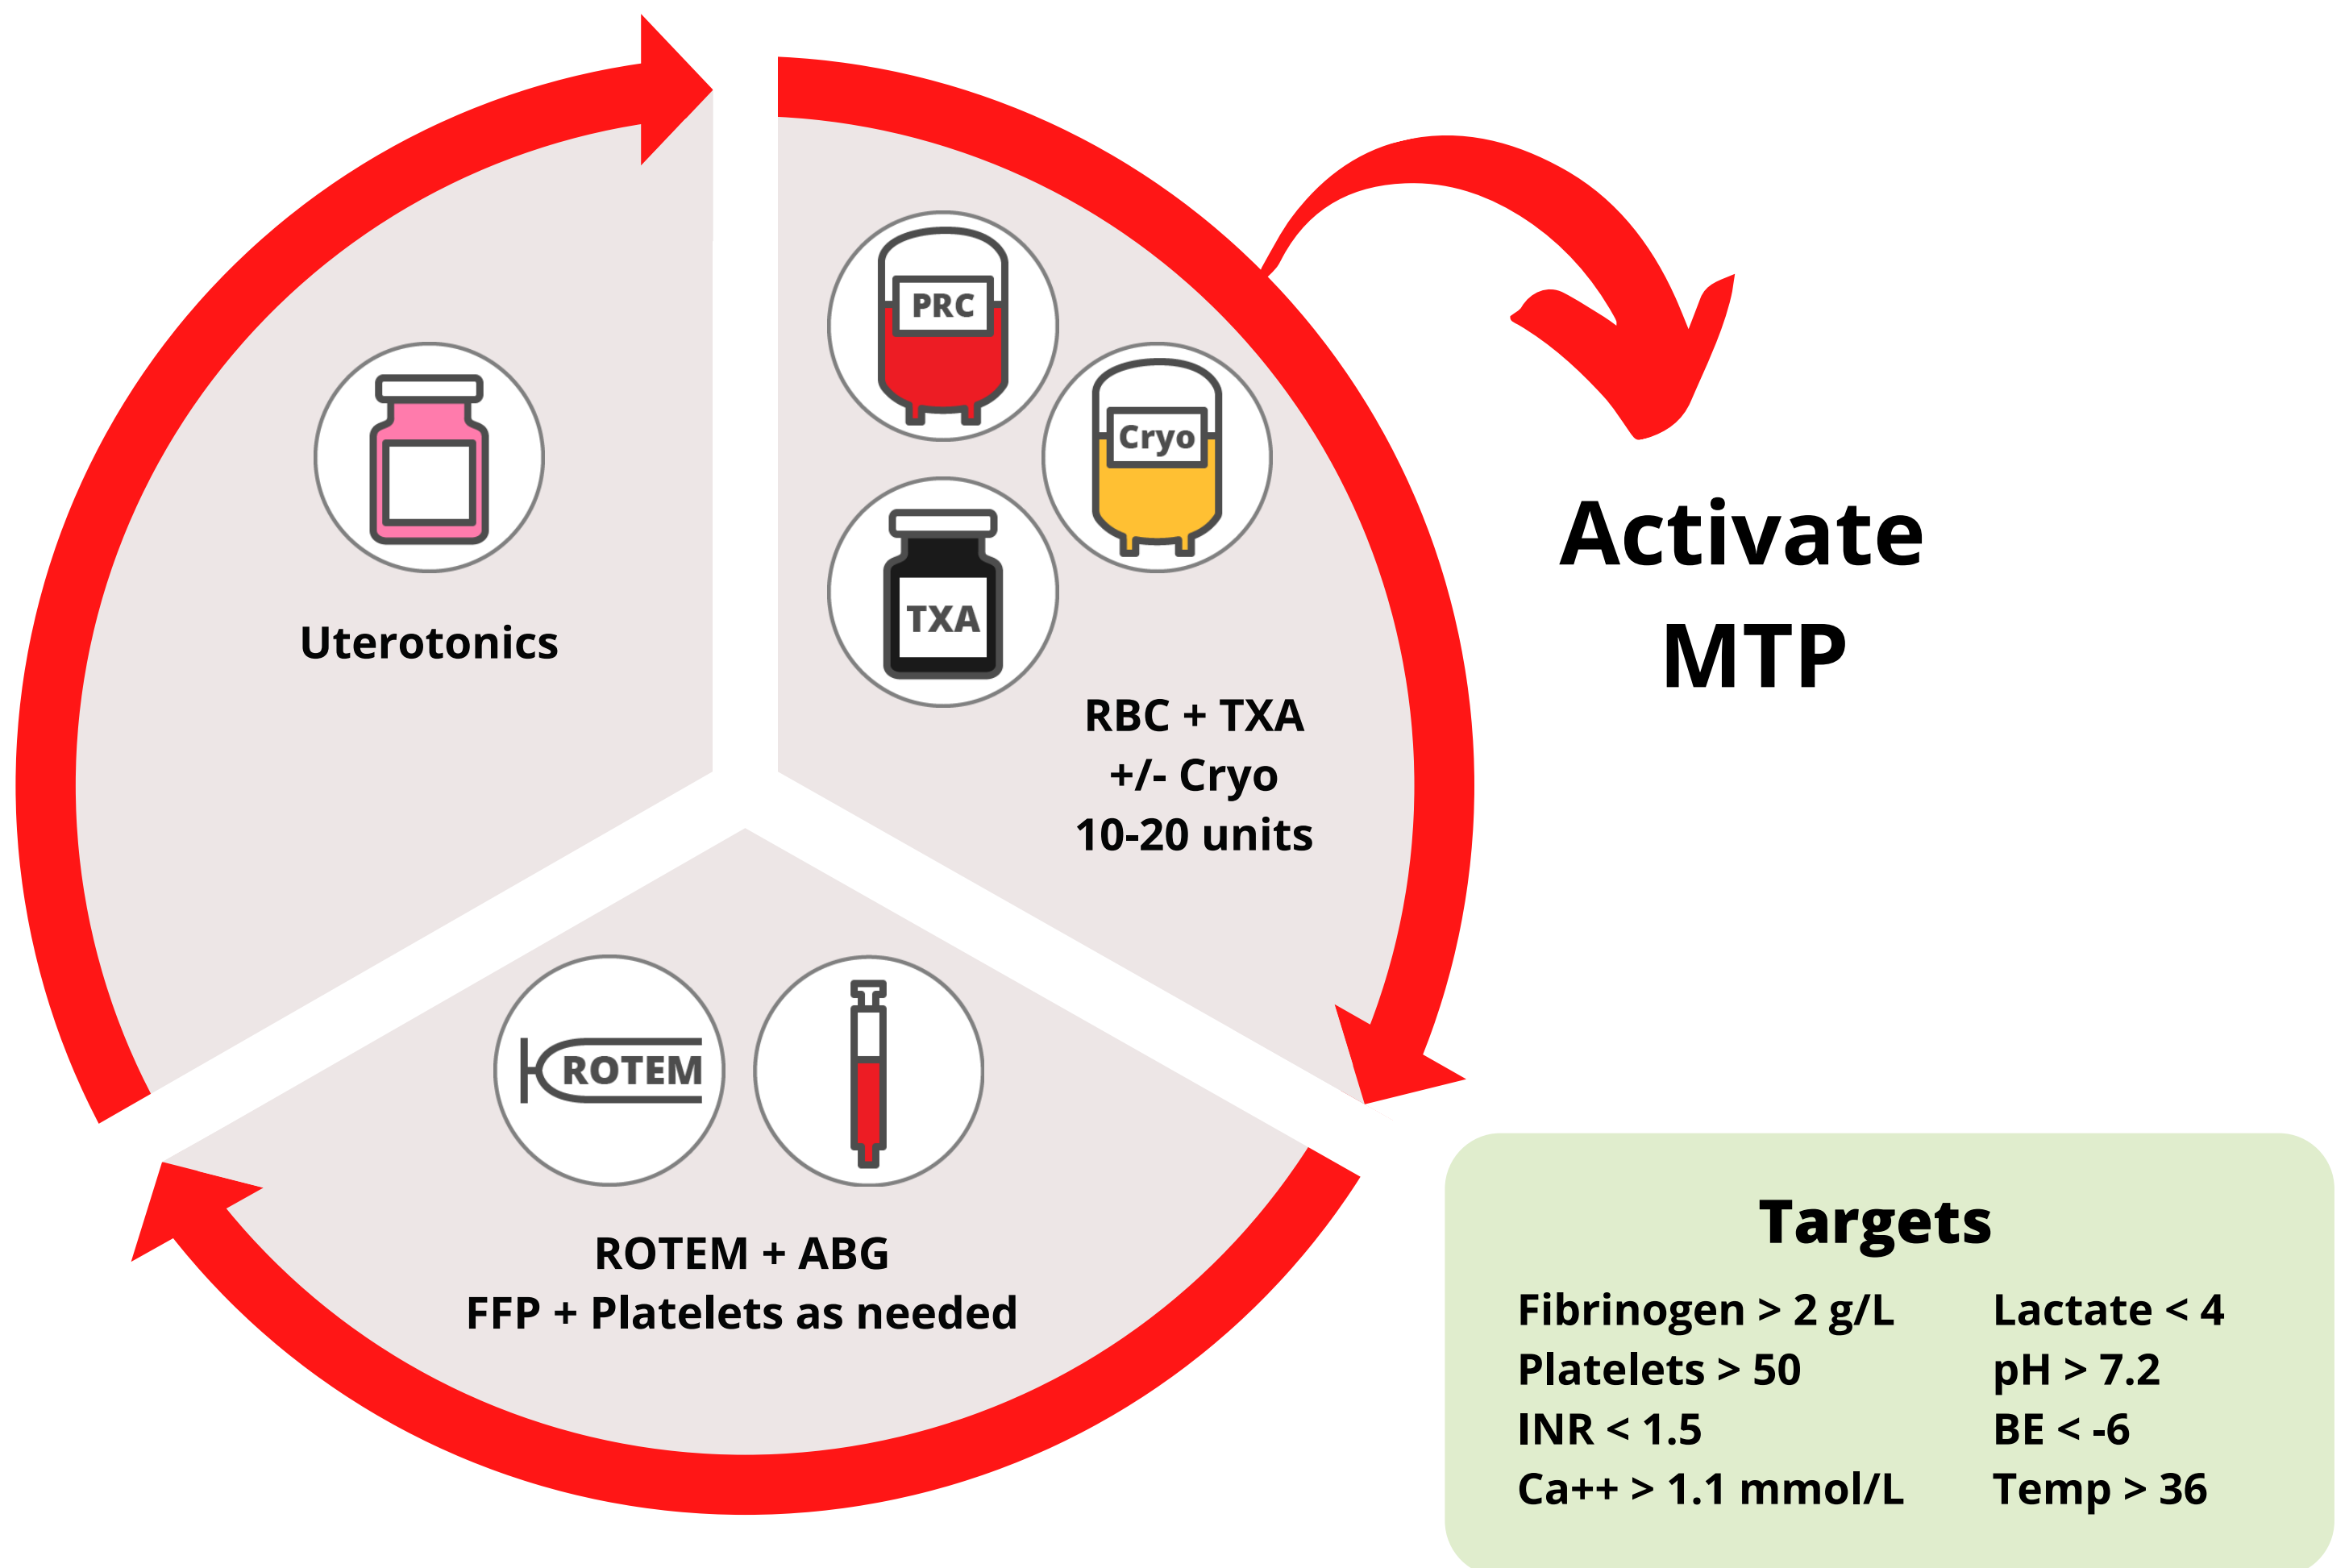 Uterotonics
PRC
Cryo
TXA
RBC + TXA
+/- Cryo
10-20 units
Activate
MTP
ROTEM
ROTEM + ABG
FFP + Platelets as needed
Targets
Fibrinogen > 2 g/L
Platelets > 50
INR < 1.5
Ca++ > 1.1 mmol/L
Lactate < 4
pH > 7.2
BE < -6
Temp > 36